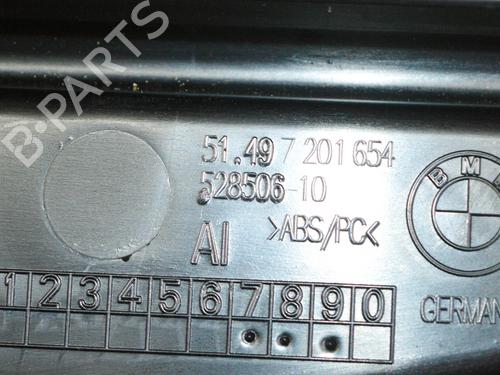 B-PARTS
51.49 7 201 654
528506-10
>ABS/PC<
AI
BMW
1 2 3 4 5 6 7 8 9 0
GERMAN